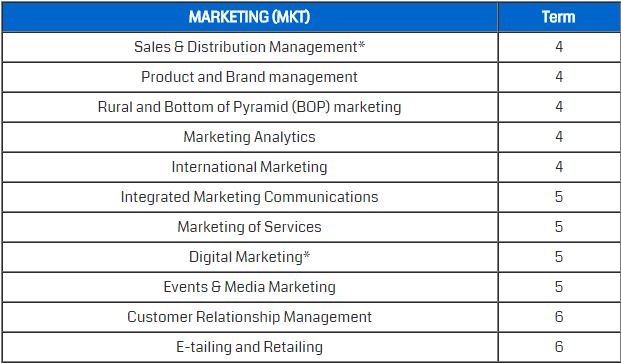 MARKETING (MKT) Term
Sales & Distribution Management* 4
Product and Brand management 4
Rural and Bottom of Pyramid (BOP) marketing 4
Marketing Analytics 4
International Marketing 4
Integrated Marketing Communications 5
Marketing of Services 5
Digital Marketing* 5
Events & Media Marketing 5
Customer Relationship Management 6
E-tailing and Retailing 6